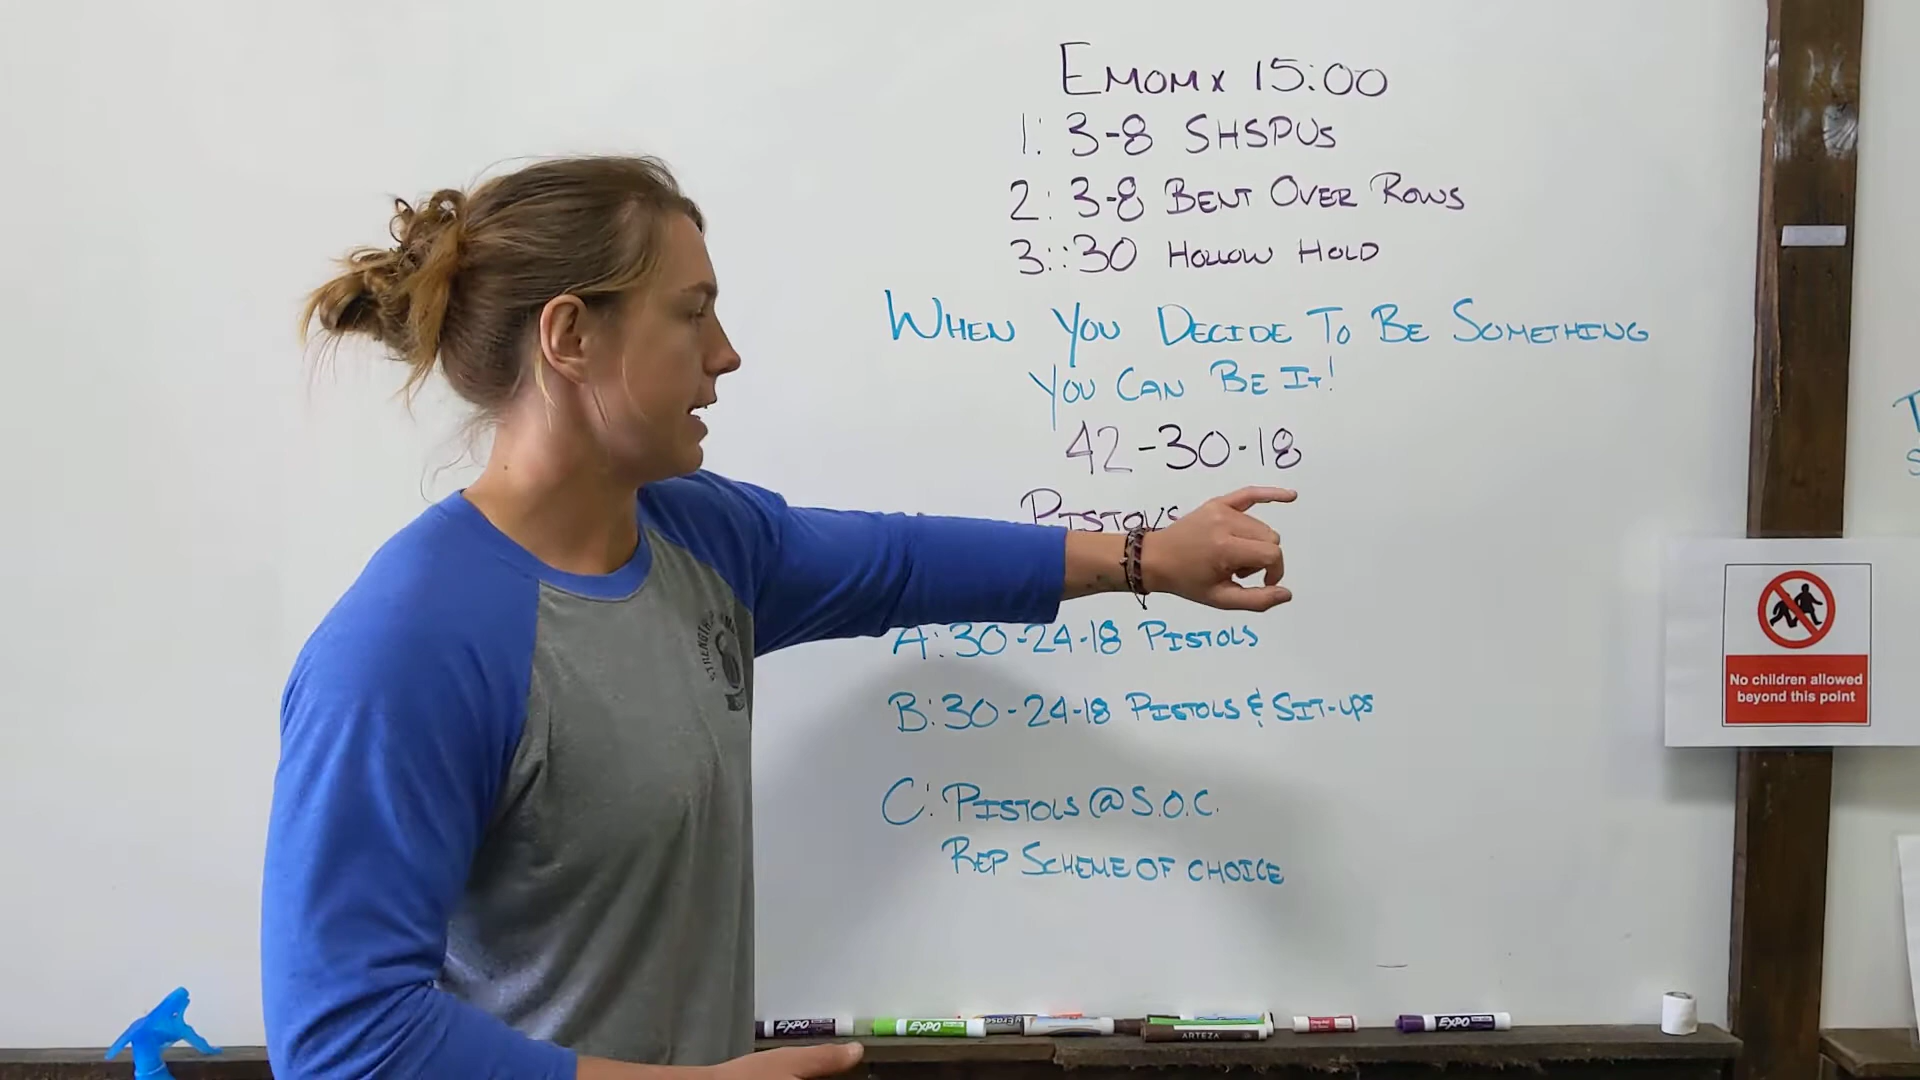 EMOM x 15:00
1: 3-8 SHSPUs
2: 3-8 BENT OVER ROWS
3: :30 HOLLOW HOLD
WHEN YOU DECIDE TO BE SOMETHING
YOU CAN BE IT!
42-30-18
PISTOLS
A: 30-24-18 PISTOLS
B: 30-24-18 PISTOLS & SIT-UPS
C: PISTOLS @ S.O.C.
REP SCHEME OF CHOICE
No children allowed
beyond this point
EXPO
EXPO
ARTEZA
EXPO